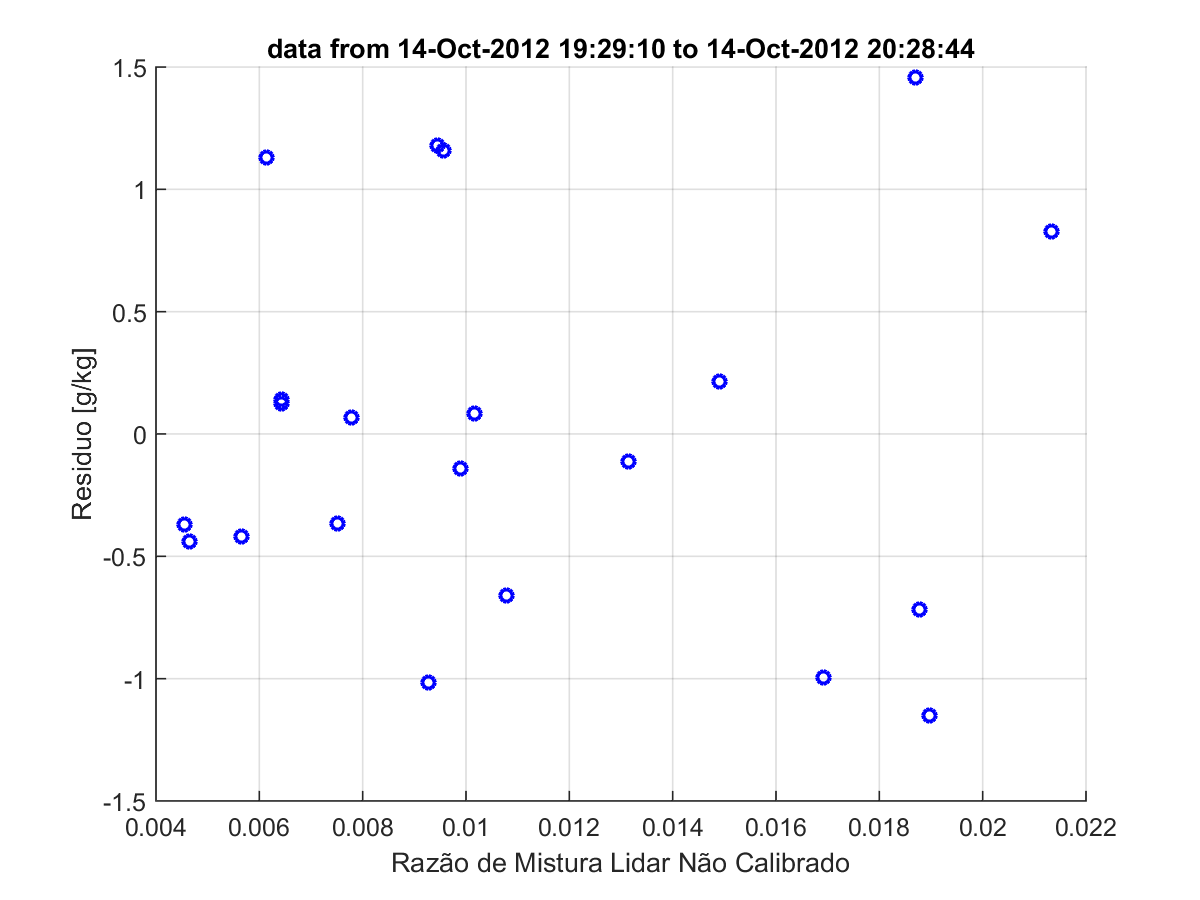 data from 14-Oct-2012 19:29:10 to 14-Oct-2012 20:28:44
1.5
1
0.5
0
-0.5
-1
-1.5
Residuo [g/kg]
0.004 0.006 0.008 0.01 0.012 0.014 0.016 0.018 0.02 0.022
Razão de Mistura Lidar Não Calibrado